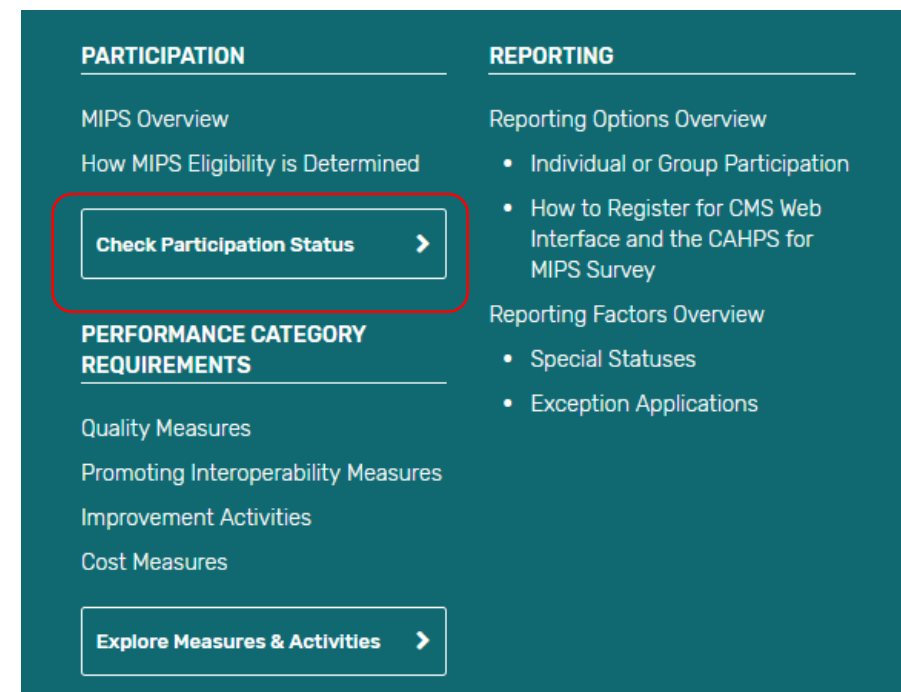 PARTICIPATION
MIPS Overview
How MIPS Eligibility is Determined
Check Participation Status
PERFORMANCE CATEGORY
REQUIREMENTS
Quality Measures
Promoting Interoperability Measures
Improvement Activities
Cost Measures
Explore Measures & Activities
REPORTING
Reporting Options Overview
• Individual or Group Participation
• How to Register for CMS Web
Interface and the CAHPS for
MIPS Survey
Reporting Factors Overview
• Special Statuses
• Exception Applications